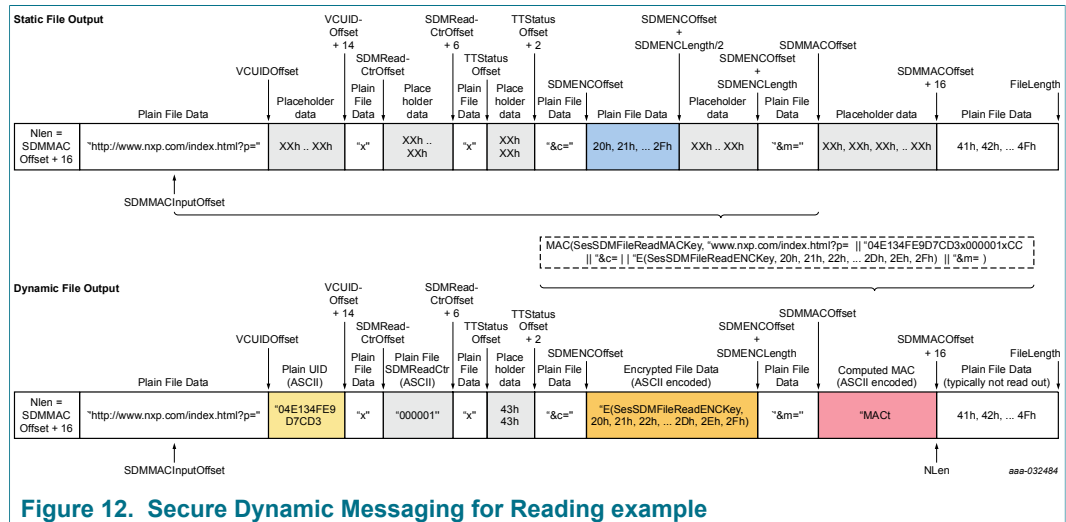 Static File Output
VCUID-
Offset
+ 14
SDMRead-
CtrOffset
+ 6
TTStatus
Offset
+ 2
SDMENCOffset
+
SDMENCLength/2
SDMMACOffset
VCUIDOffset
SDMRead-
CtrOffset
TTStatus
Offset
SDMENCOffset
SDMENCOffset
+
SDMENCLength
SDMMACOffset
+ 16
FileLength
Plain File Data
Placeholder
data
Plain
File
Data
Place
holder
data
Plain
File
Data
Place
holder
data
Plain File
Data
Plain File Data
Placeholder
data
Plain File
Data
Placeholder data
Plain File Data
Nlen =
SDMMAC
Offset + 16
"http://www.nxp.com/index.html?p="
XXh .. XXh
"x"
XXh ..
XXh
"x"
XXh
XXh
"&c="
20h, 21h, ... 2Fh
XXh .. XXh
"&m="
XXh, XXh, XXh, .. XXh
41h, 42h, ... 4Fh
SDMMACInputOffset
MAC(SesSDMFileReadMACKey, "www.nxp.com/index.html?p= || "04E134FE9D7CD3x000001xCC
|| "&c= | | "E(SesSDMFileReadENCKey, 20h, 21h, 22h, ... 2Dh, 2Eh, 2Fh) || "&m= )
Dynamic File Output
VCUID-
Offset
+ 14
SDMRead-
CtrOffset
+ 6
TTStatus
Offset
+ 2
SDMMACOffset
VCUIDOffset
SDMRead-
CtrOffset
TTStatus
Offset
SDMENCOffset
SDMENCOffset
+
SDMENCLength
SDMMACOffset
+ 16
FileLength
Plain File Data
Plain UID
(ASCII)
Plain
File
Data
Plain File
SDMReadCtr
(ASCII)
Plain
File
Data
Place
holder
data
Plain File
Data
Encrypted File Data
(ASCII encoded)
Plain File
Data
Computed MAC
(ASCII encoded)
Plain File Data
(typically not read out)
Nlen =
SDMMAC
Offset + 16
"http://www.nxp.com/index.html?p="
"04E134FE9
D7CD3
"x"
"000001"
"x"
43h
43h
"&c="
"E(SesSDMFileReadENCKey,
20h, 21h, 22h, ... 2Dh, 2Eh, 2Fh)
"&m="
"MACt
41h, 42h, ... 4Fh
SDMMACInputOffset
NLen
aaa-032484
Figure 12. Secure Dynamic Messaging for Reading example